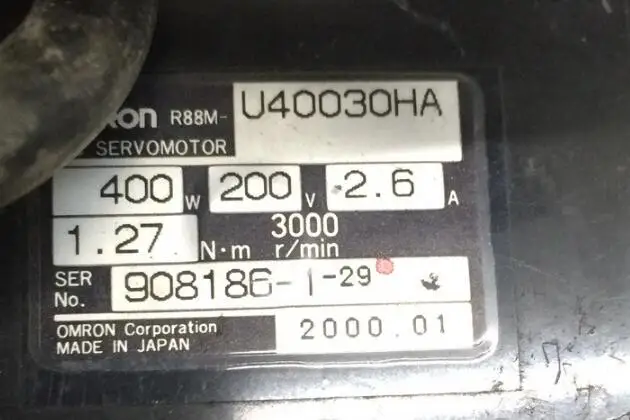 ron R88M-U40030HA
SERVOMOTOR
400 W 200 V 2.6 A
1.27 N·m 3000 r/min
SER No. 908186-1-29
OMRON Corporation 2000.01
MADE IN JAPAN